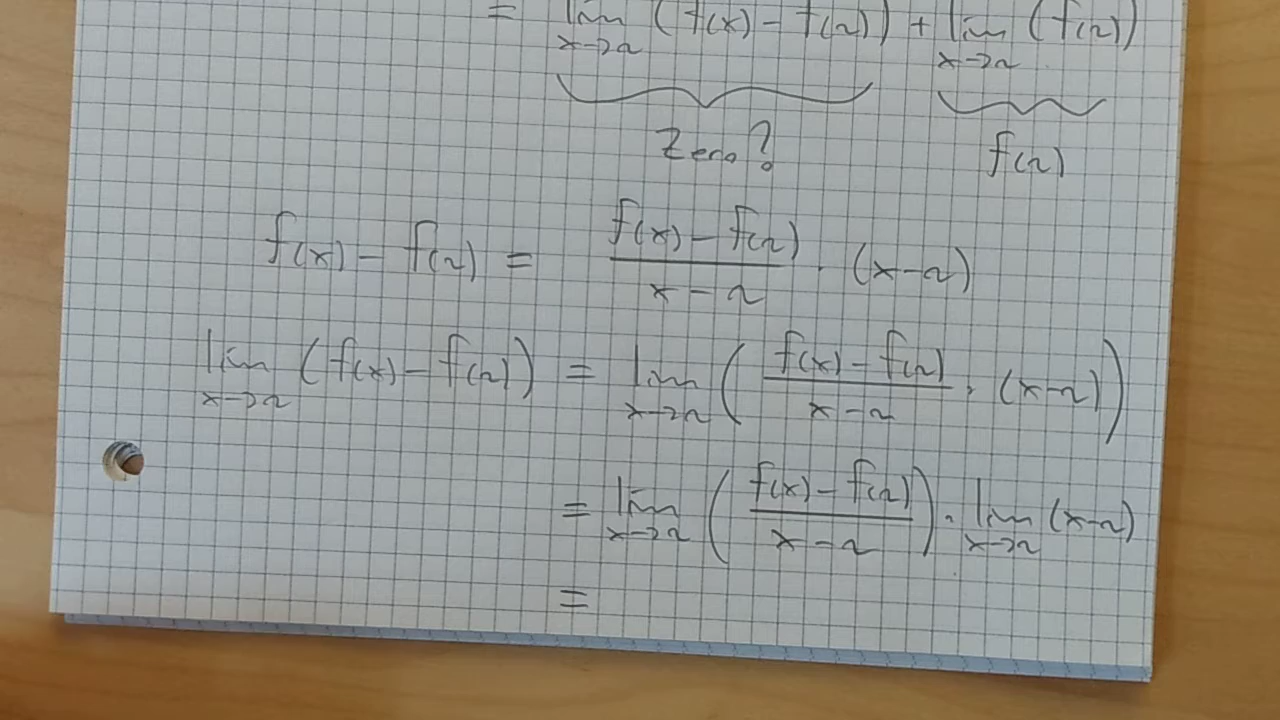 = lim x→a (f(x) − f(a)) + lim x→a (f(a))
Zero? f(a)
f(x) − f(a) = (f(x) − f(a))/(x − a) · (x − a)
lim x→a (f(x) − f(a)) = lim x→a ((f(x) − f(a))/(x − a) · (x − a))
= lim x→a ((f(x) − f(a))/(x − a)) · lim x→a (x − a)
=